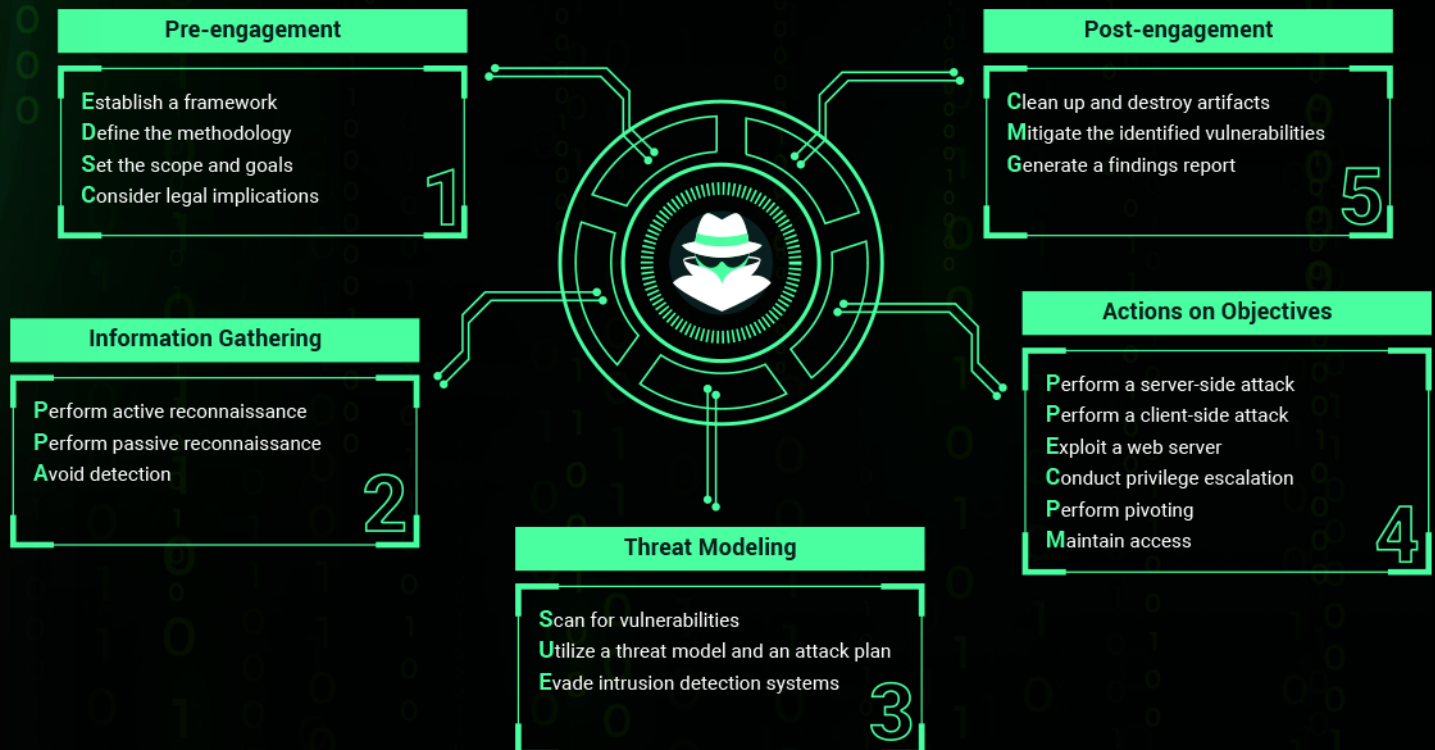 Pre-engagement
Establish a framework
Define the methodology
Set the scope and goals
Consider legal implications
1
Information Gathering
Perform active reconnaissance
Perform passive reconnaissance
Avoid detection
2
Threat Modeling
Scan for vulnerabilities
Utilize a threat model and an attack plan
Evade intrusion detection systems
3
Actions on Objectives
Perform a server-side attack
Perform a client-side attack
Exploit a web server
Conduct privilege escalation
Perform pivoting
Maintain access
4
Post-engagement
Clean up and destroy artifacts
Mitigate the identified vulnerabilities
Generate a findings report
5